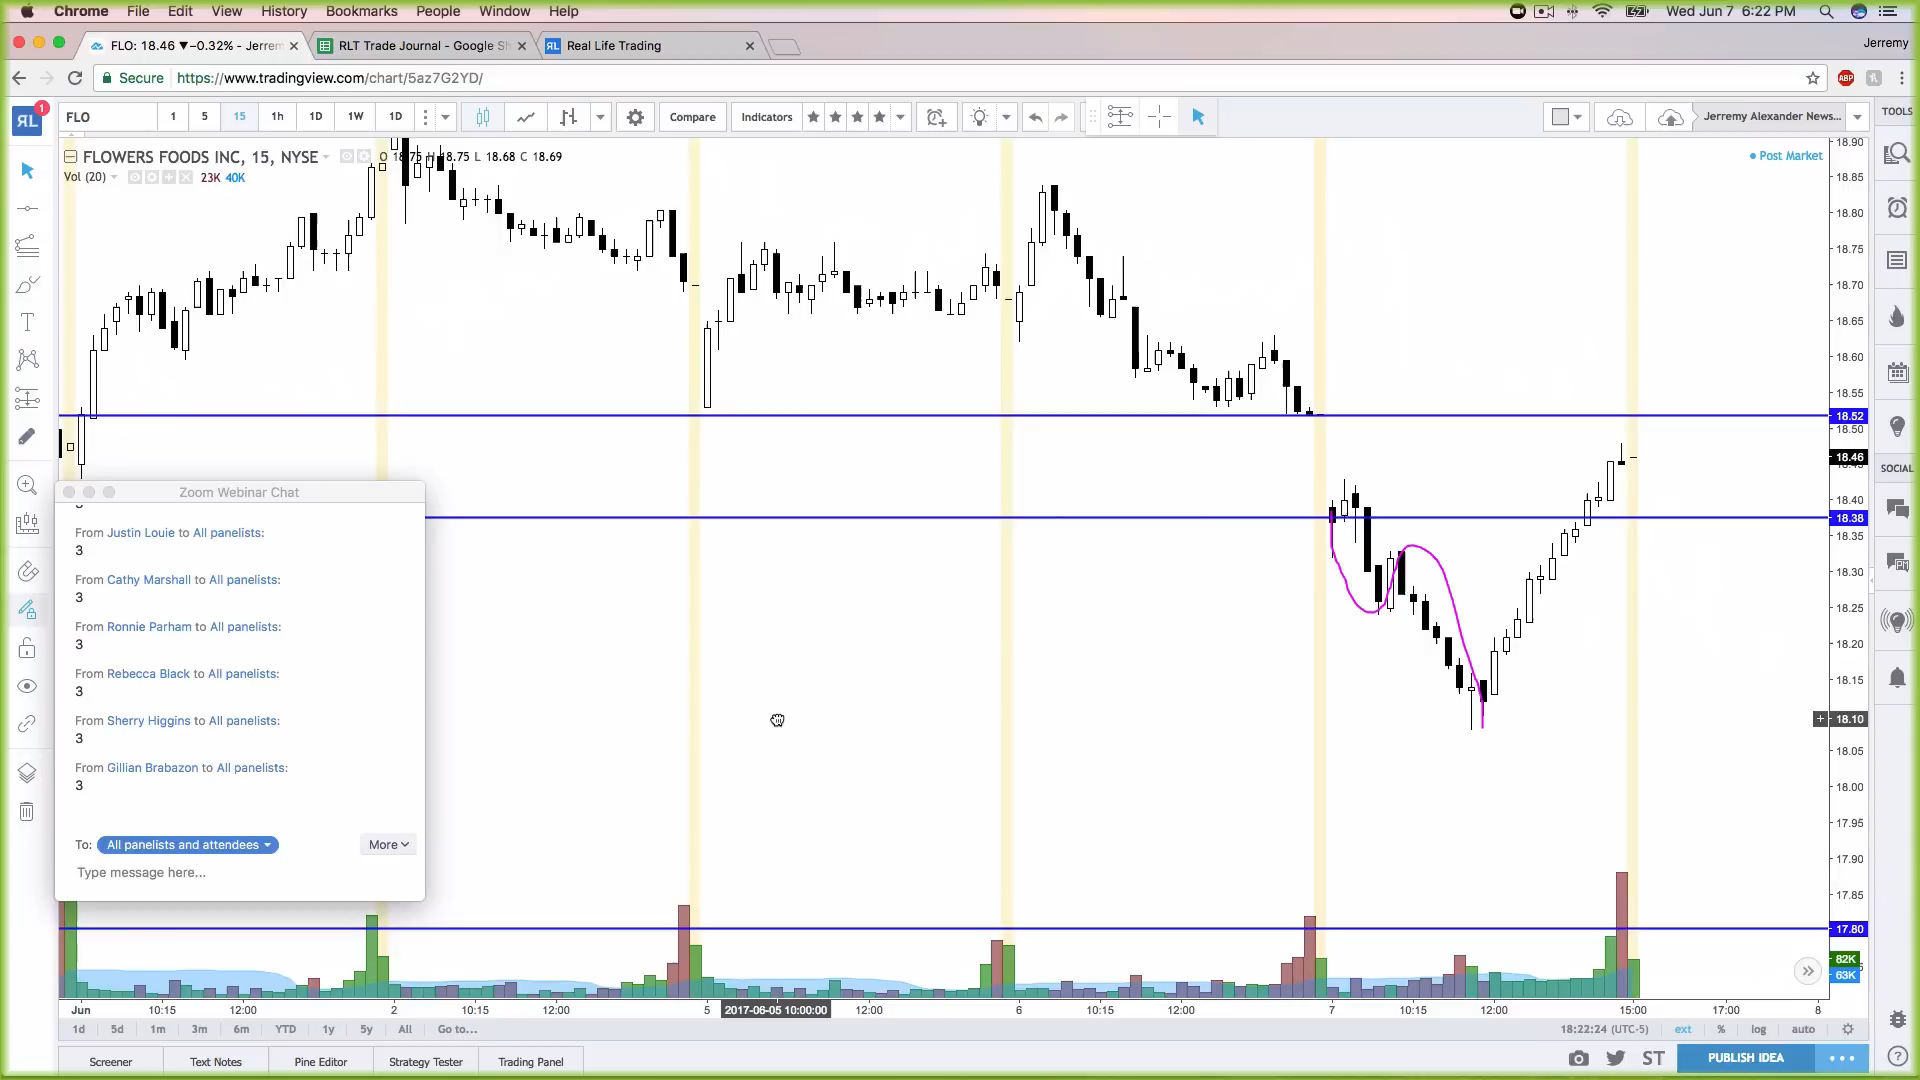 Chrome File Edit View History Bookmarks People Window Help Wed Jun 7 6:22 PM
FLO: 18.46 ▼−0.32% - Jerren RLT Trade Journal - Google Sh RL Real Life Trading Jerremy
Secure https://www.tradingview.com/chart/5az7G2YD/ ABP
RL 1 FLO 1 5 15 1h 1D 1W 1D Compare Indicators Jerremy Alexander News... TOOLS
FLOWERS FOODS INC, 15, NYSE O 18.75 H 18.75 L 18.68 C 18.69 Post Market
Vol (20) 23K 40K
18.90
18.85
18.80
18.75
18.70
18.65
18.60
18.55
18.52
18.50
18.46
18.40
18.38
18.35
18.30
18.25
18.20
18.15
18.10
18.05
18.00
17.95
17.90
17.85
17.80
82K
63K
SOCIAL
Zoom Webinar Chat
From Justin Louie to All panelists:
3
From Cathy Marshall to All panelists:
3
From Ronnie Parham to All panelists:
3
From Rebecca Black to All panelists:
3
From Sherry Higgins to All panelists:
3
From Gillian Brabazon to All panelists:
3
To: All panelists and attendees More
Type message here...
Jun 10:15 12:00 2 10:15 12:00 5 2017-06-05 10:00:00 12:00 6 10:15 12:00 7 10:15 12:00 15:00 17:00 8
1d 5d 1m 3m 6m YTD 1y 5y All Go to... 18:22:24 (UTC-5) ext % log auto
Screener Text Notes Pine Editor Strategy Tester Trading Panel ST PUBLISH IDEA